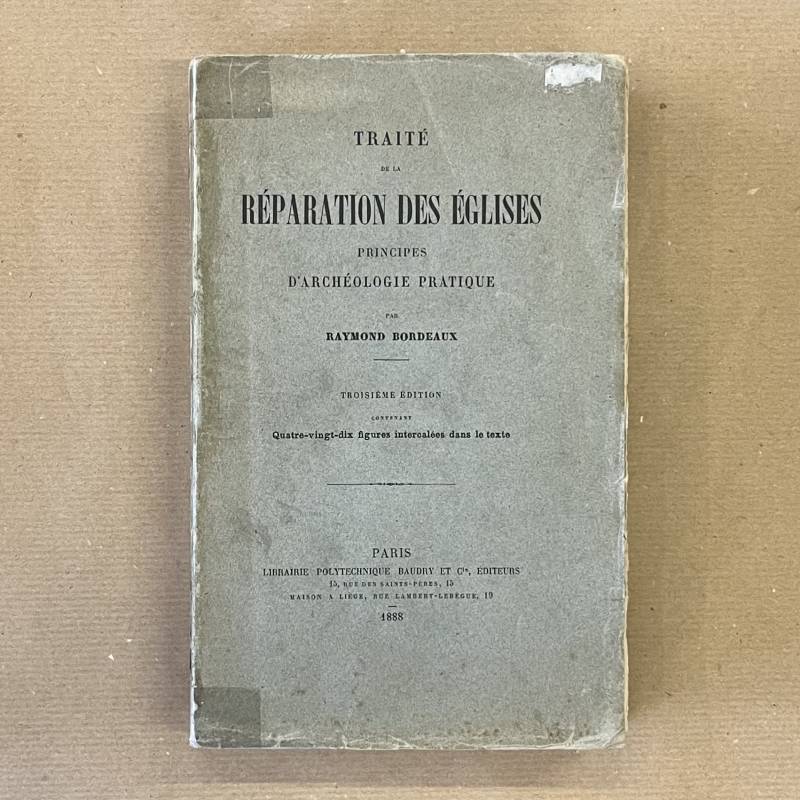 TRAITÉ
DE LA
RÉPARATION DES ÉGLISES
PRINCIPES
D'ARCHÉOLOGIE PRATIQUE
PAR
RAYMOND BORDEAUX
TROISIÈME ÉDITION
CONTENANT
Quatre-vingt-dix figures intercalées dans le texte
PARIS
LIBRAIRIE POLYTECHNIQUE BAUDRY ET Cie, ÉDITEURS
15, RUE DES SAINTS-PÈRES, 15
MAISON A LIÉGE, RUE LAMBERT-LEBÈGUE, 19
1888